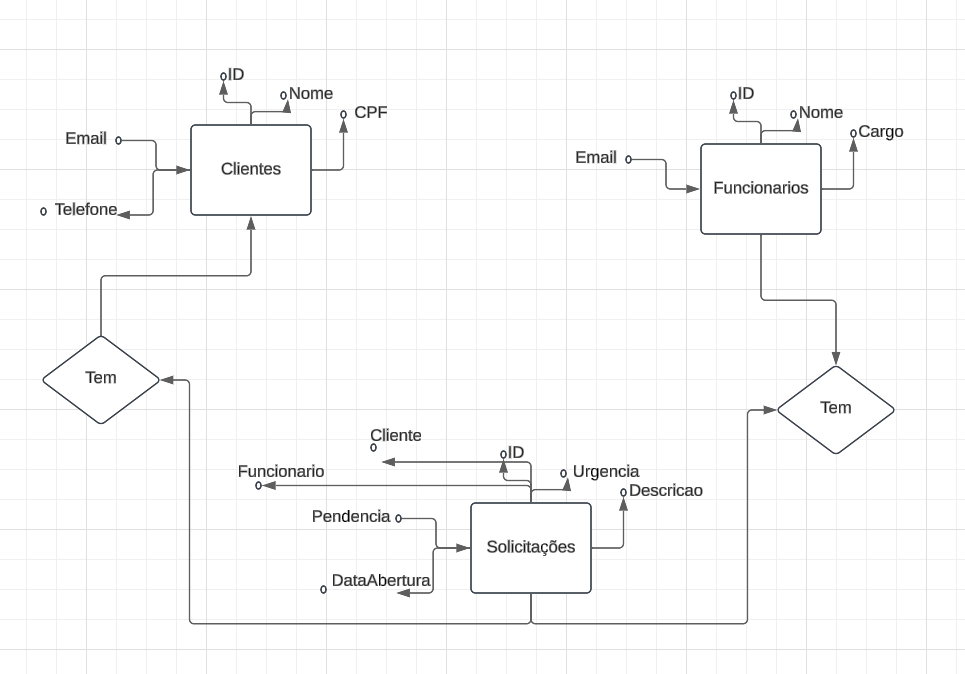 ID
Nome
CPF
Email
Clientes
Telefone
ID
Nome
Cargo
Email
Funcionarios
Tem
Tem
Cliente
ID
Funcionario
Urgencia
Descricao
Pendencia
Solicitações
DataAbertura